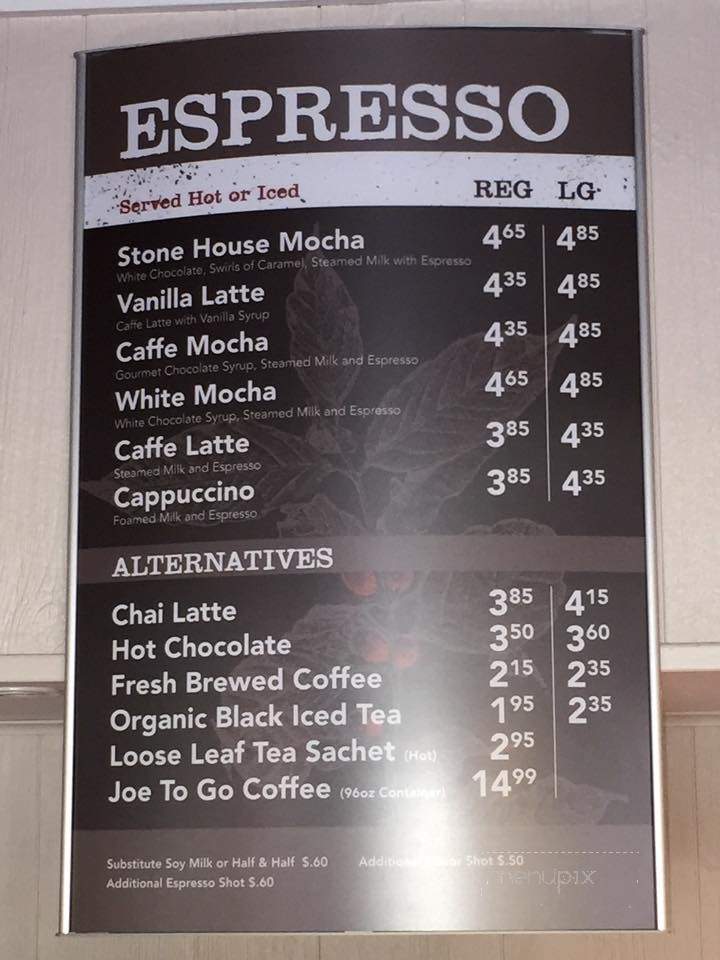 ESPRESSO
Served Hot or Iced REG LG
Stone House Mocha 4.65 4.85
White Chocolate, Swirls of Caramel, Steamed Milk with Espresso
Vanilla Latte 4.35 4.85
Caffe Latte with Vanilla Syrup
Caffe Mocha 4.35 4.85
Gourmet Chocolate Syrup, Steamed Milk and Espresso
White Mocha 4.65 4.85
White Chocolate Syrup, Steamed Milk and Espresso
Caffe Latte 3.85 4.35
Steamed Milk and Espresso
Cappuccino 3.85 4.35
Foamed Milk and Espresso
ALTERNATIVES
Chai Latte 3.85 4.15
Hot Chocolate 3.50 3.60
Fresh Brewed Coffee 2.15 2.35
Organic Black Iced Tea 1.95 2.35
Loose Leaf Tea Sachet (Hot) 2.95
Joe To Go Coffee (96oz Container) 14.99
Substitute Soy Milk or Half & Half $.60 Additional Shot $.50
Additional Espresso Shot $.60
menupix